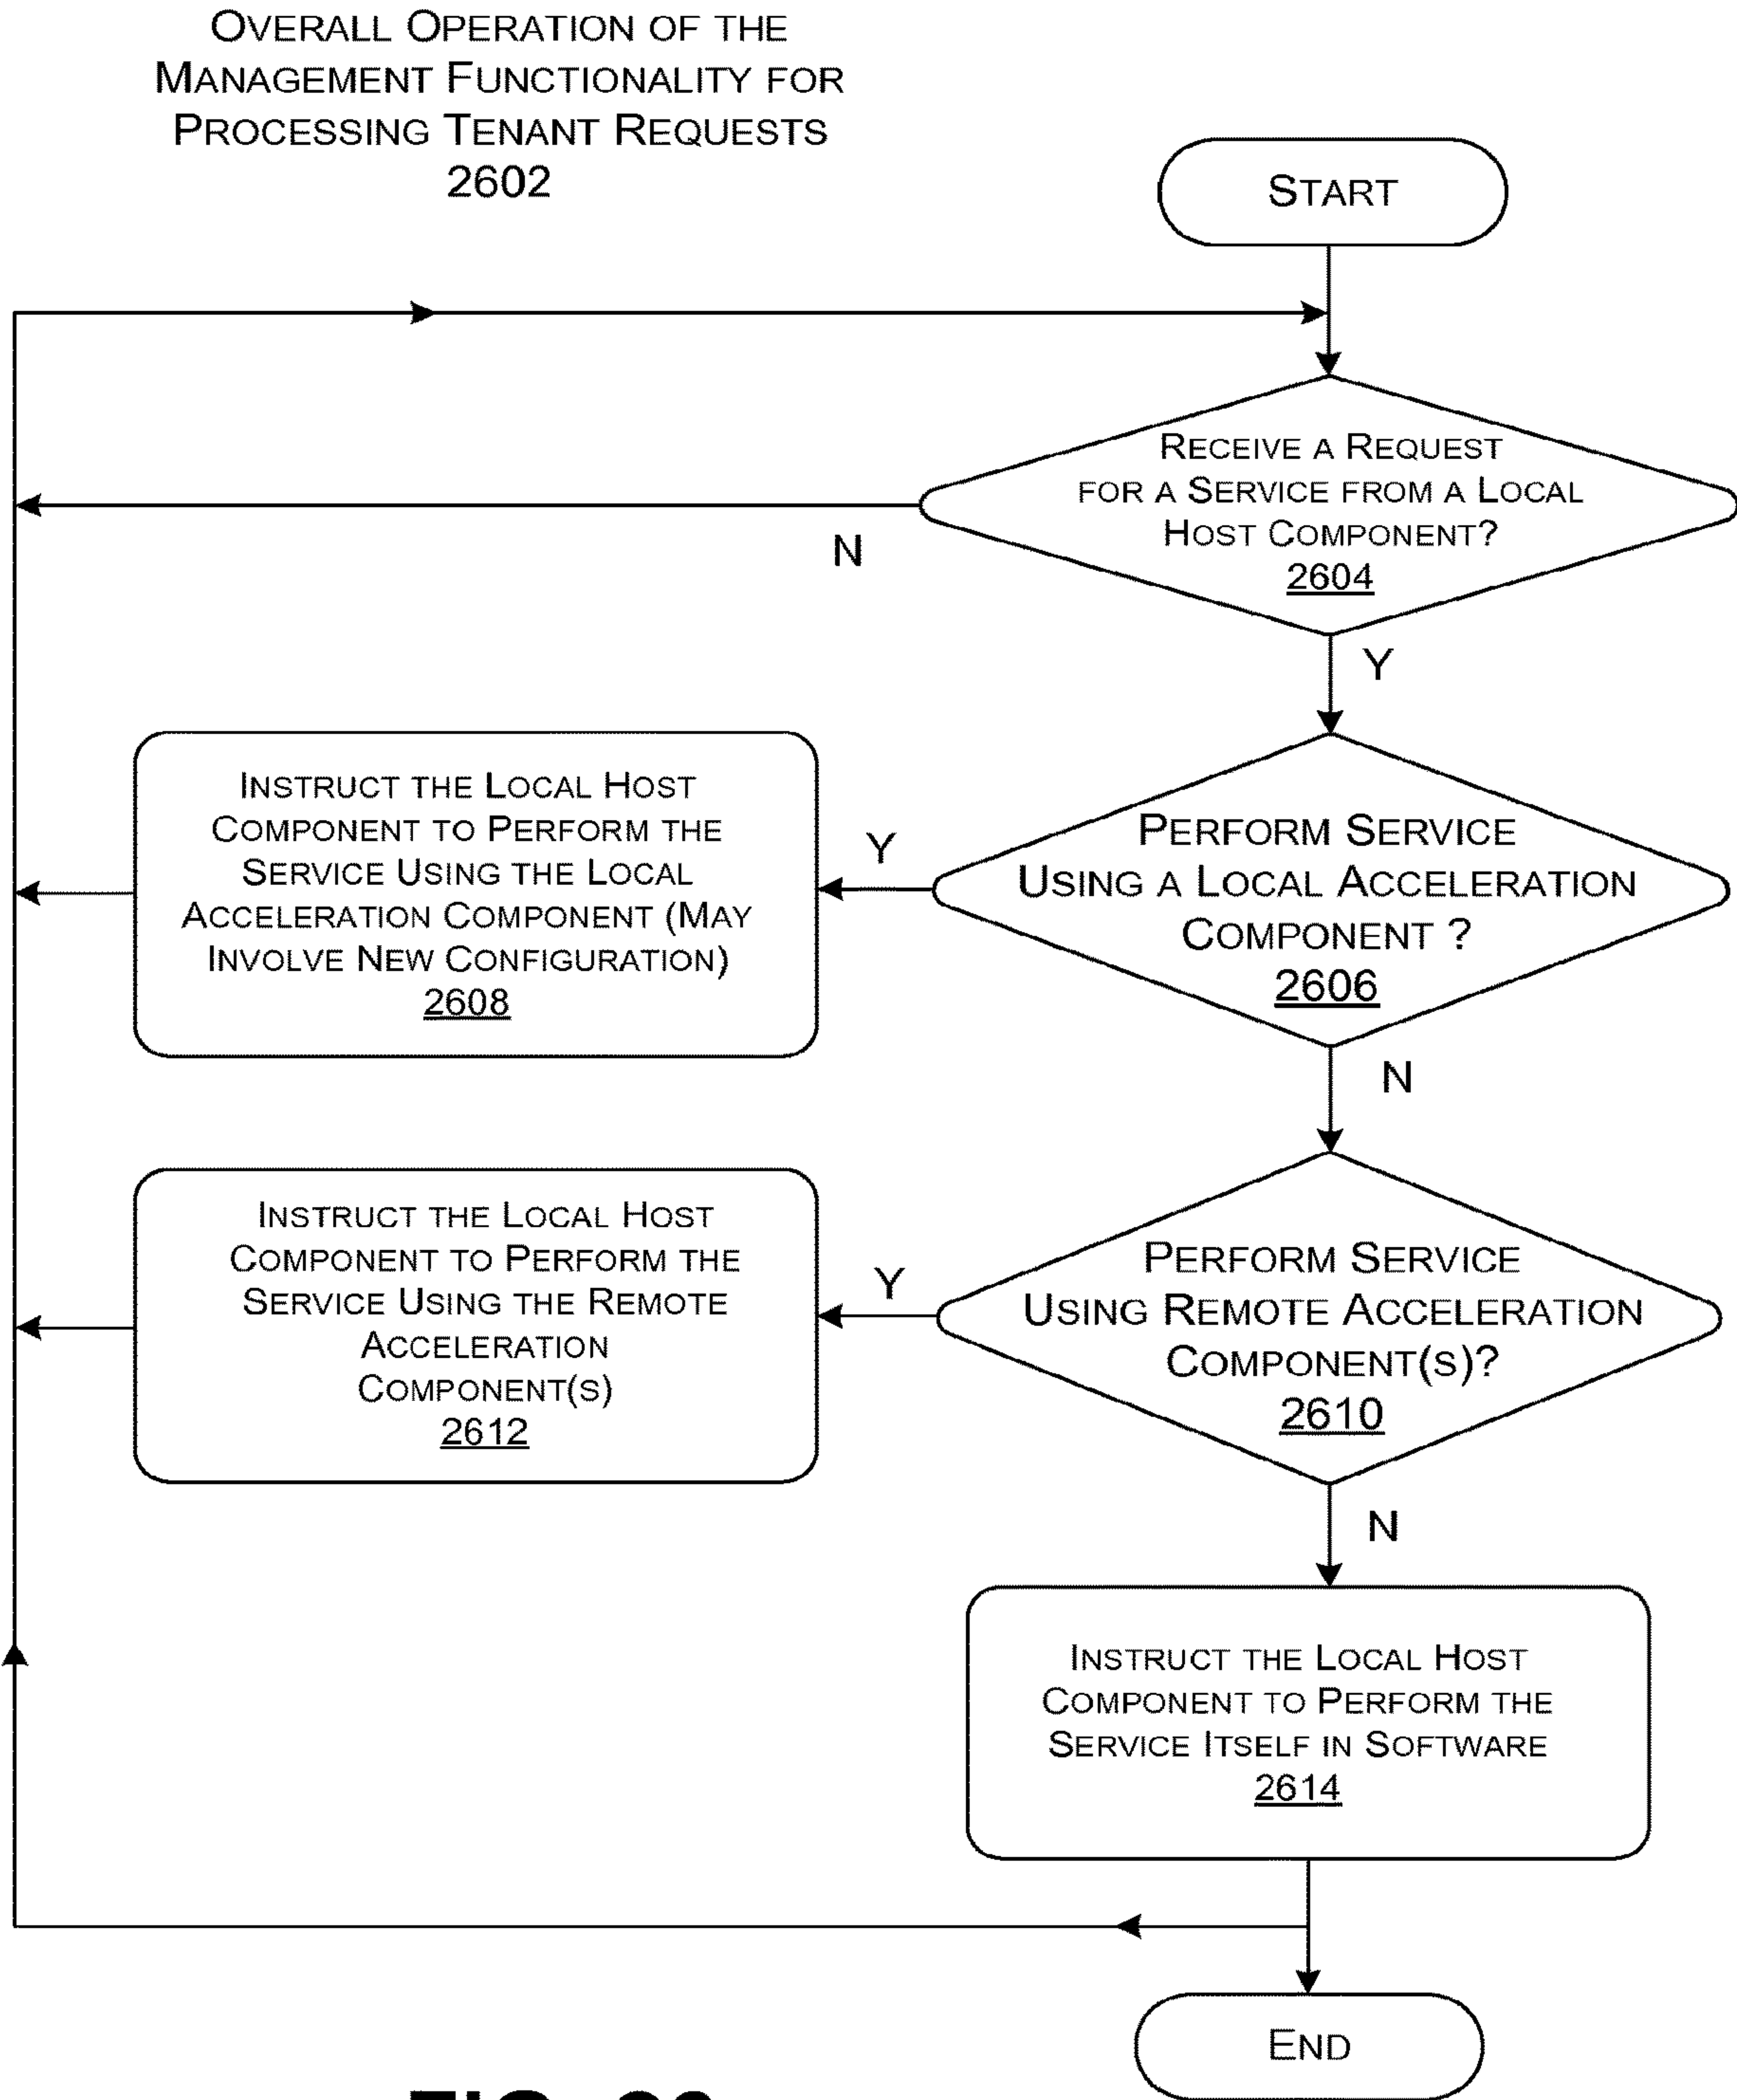 OVERALL OPERATION OF THE
MANAGEMENT FUNCTIONALITY FOR
PROCESSING TENANT REQUESTS
2602
START
RECEIVE A REQUEST
FOR A SERVICE FROM A LOCAL
HOST COMPONENT?
2604
N
Y
PERFORM SERVICE
USING A LOCAL ACCELERATION
COMPONENT ?
2606
Y
INSTRUCT THE LOCAL HOST
COMPONENT TO PERFORM THE
SERVICE USING THE LOCAL
ACCELERATION COMPONENT (MAY
INVOLVE NEW CONFIGURATION)
2608
N
PERFORM SERVICE
USING REMOTE ACCELERATION
COMPONENT(S)?
2610
Y
INSTRUCT THE LOCAL HOST
COMPONENT TO PERFORM THE
SERVICE USING THE REMOTE
ACCELERATION
COMPONENT(S)
2612
N
INSTRUCT THE LOCAL HOST
COMPONENT TO PERFORM THE
SERVICE ITSELF IN SOFTWARE
2614
END